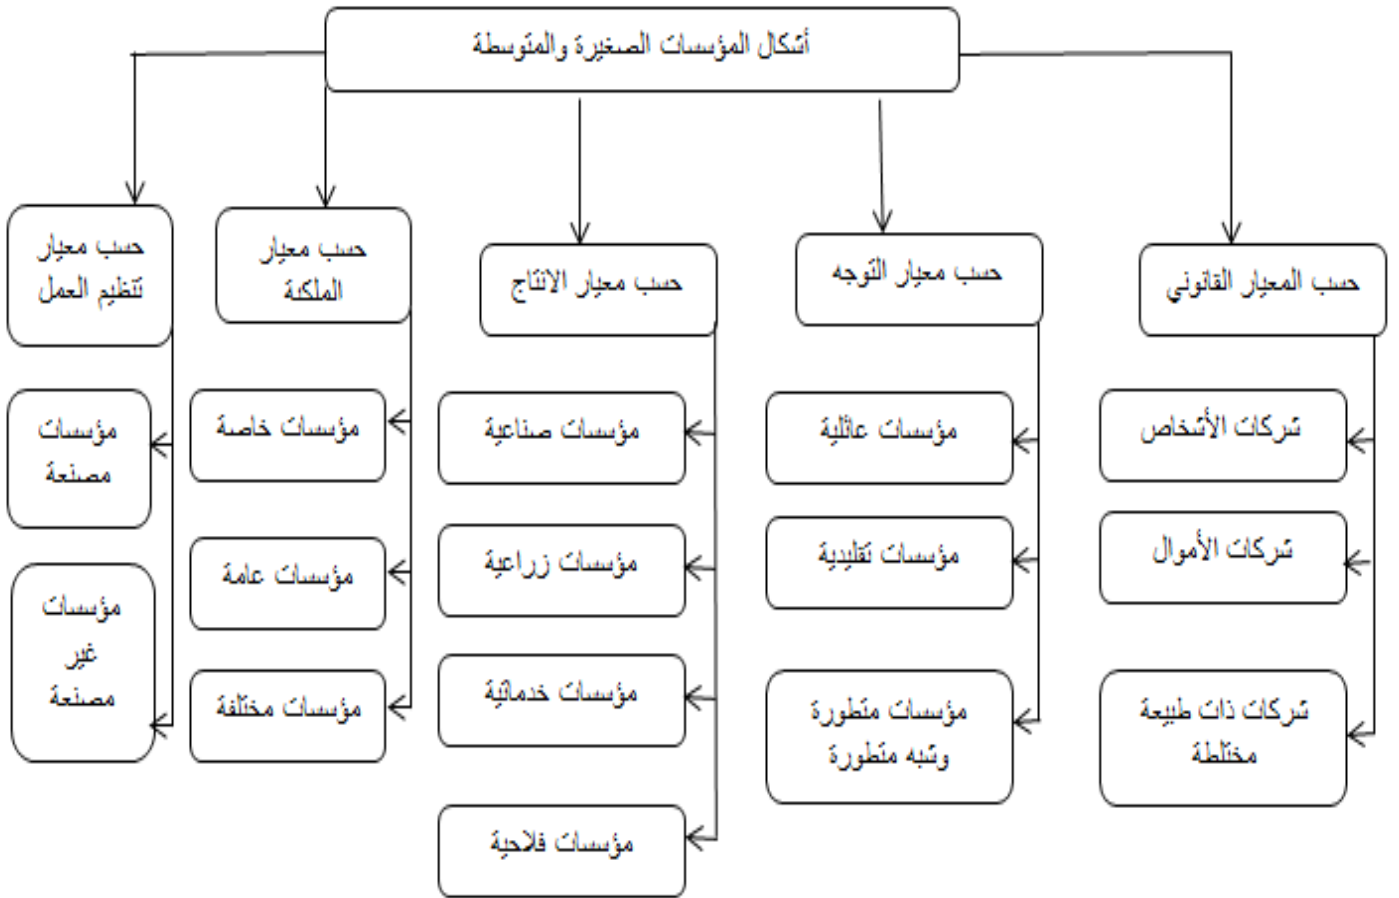 أشكال المؤسسات الصغيرة والمتوسطة
حسب المعيار القانوني
شركات الأشخاص
شركات الأموال
شركات ذات طبيعة
مختلطة
حسب معيار التوجه
مؤسسات عائلية
مؤسسات تقليدية
مؤسسات متطورة
وشبه متطورة
حسب معيار الانتاج
مؤسسات صناعية
مؤسسات زراعية
مؤسسات خدماتية
مؤسسات فلاحية
حسب معيار
الملكية
مؤسسات خاصة
مؤسسات عامة
مؤسسات مختلفة
حسب معيار
تنظيم العمل
مؤسسات
مصنعة
مؤسسات
غير
مصنعة